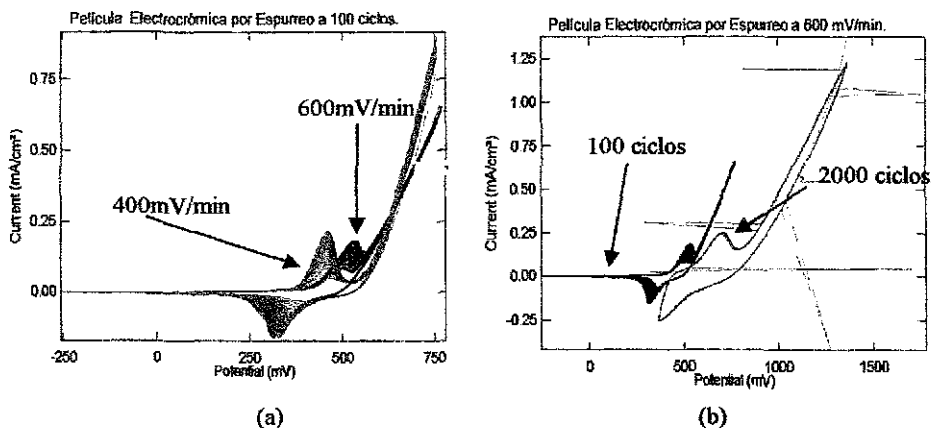 Película Electrocrómica por Espurreo a 100 ciclos.
0.75
0.50
0.25
0.00
Current (mA/cm²)
600mV/min
400mV/min
-250
0
250
500
750
Potential (mV)
(a)
Película Electrocrómica por Espurreo a 600 mV/min.
1.25
1.00
0.75
0.50
0.25
0.00
-0.25
Current (mA/cm²)
100 ciclos
2000 ciclos
0
500
1000
1500
Potential (mV)
(b)